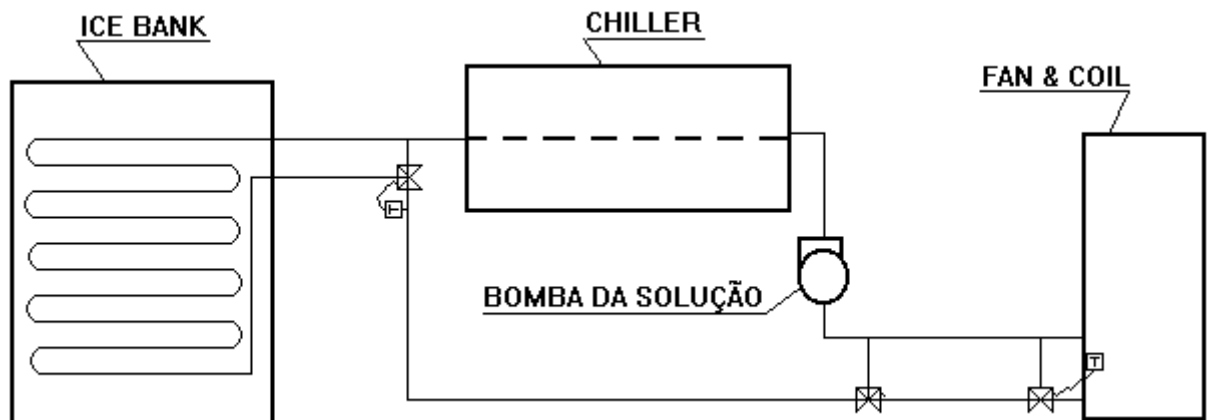 ICE BANK
CHILLER
FAN & COIL
T
BOMBA DA SOLUÇÃO
T